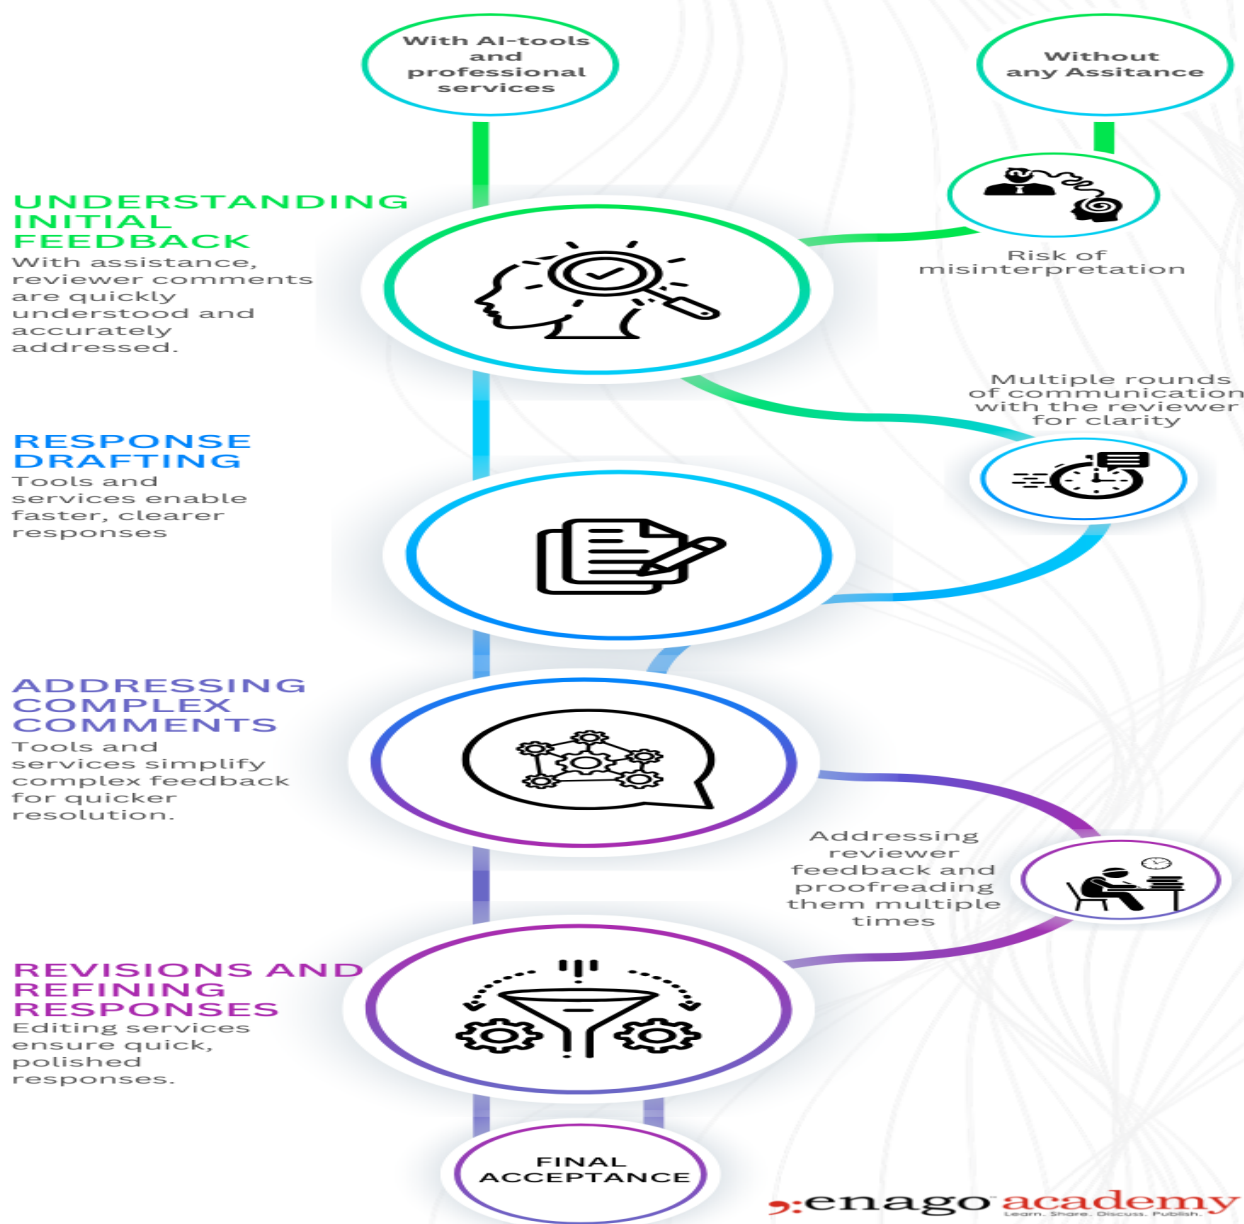 With AI-tools
and
professional
services
Without
any Assitance
UNDERSTANDING
INITIAL
FEEDBACK
With assistance,
reviewer comments
are quickly
understood and
accurately
addressed.
Risk of
misinterpretation
Multiple rounds
of communication
with the reviewer
for clarity
RESPONSE
DRAFTING
Tools and
services enable
faster, clearer
responses
ADDRESSING
COMPLEX
COMMENTS
Tools and
services simplify
complex feedback
for quicker
resolution.
Addressing
reviewer
feedback and
proofreading
them multiple
times
REVISIONS AND
REFINING
RESPONSES
Editing services
ensure quick,
polished
responses.
FINAL
ACCEPTANCE
enago academy
Learn. Share. Discuss. Publish.